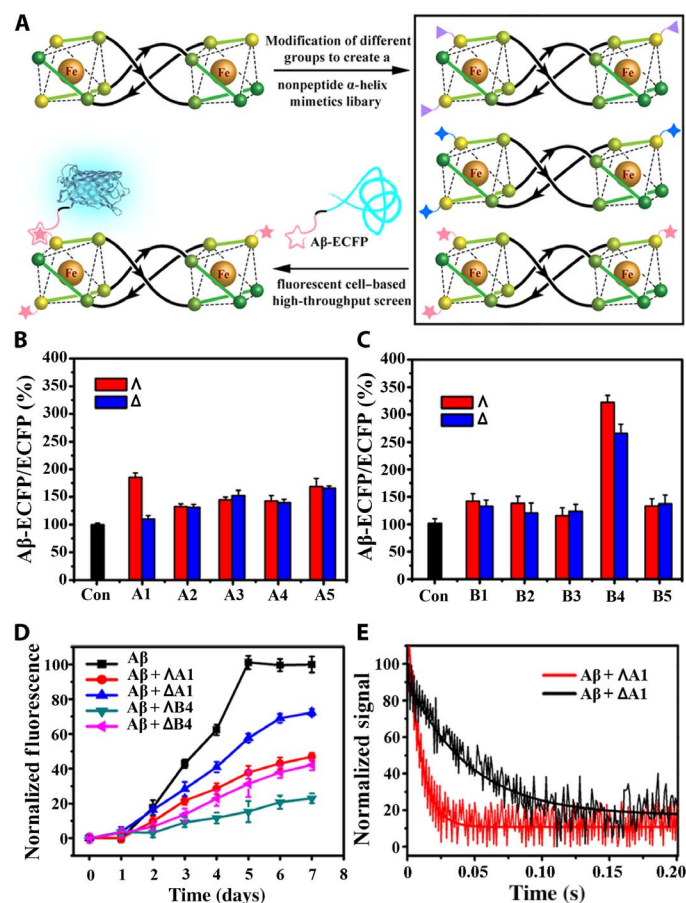 A
Fe
Fe
Modification of different
groups to create a
nonpeptide α-helix
mimetics libary
Fe
Fe
Fe
Fe
Aβ-ECFP
Fe
Fe
fluorescent cell–based
high-throughput screen
Fe
Fe
B
Aβ-ECFP/ECFP (%)
400
350
300
250
200
150
100
50
0
Λ
Δ
Con A1 A2 A3 A4 A5
C
Aβ-ECFP/ECFP (%)
400
350
300
250
200
150
100
50
0
Λ
Δ
Con B1 B2 B3 B4 B5
D
Normalized fluorescence
100
80
60
40
20
0
Aβ
Aβ + ΛA1
Aβ + ΔA1
Aβ + ΛB4
Aβ + ΔB4
0 1 2 3 4 5 6 7 8
Time (days)
E
Normalized signal
100
80
60
40
20
0
Aβ + ΛA1
Aβ + ΔA1
0 0.05 0.10 0.15 0.20
Time (s)